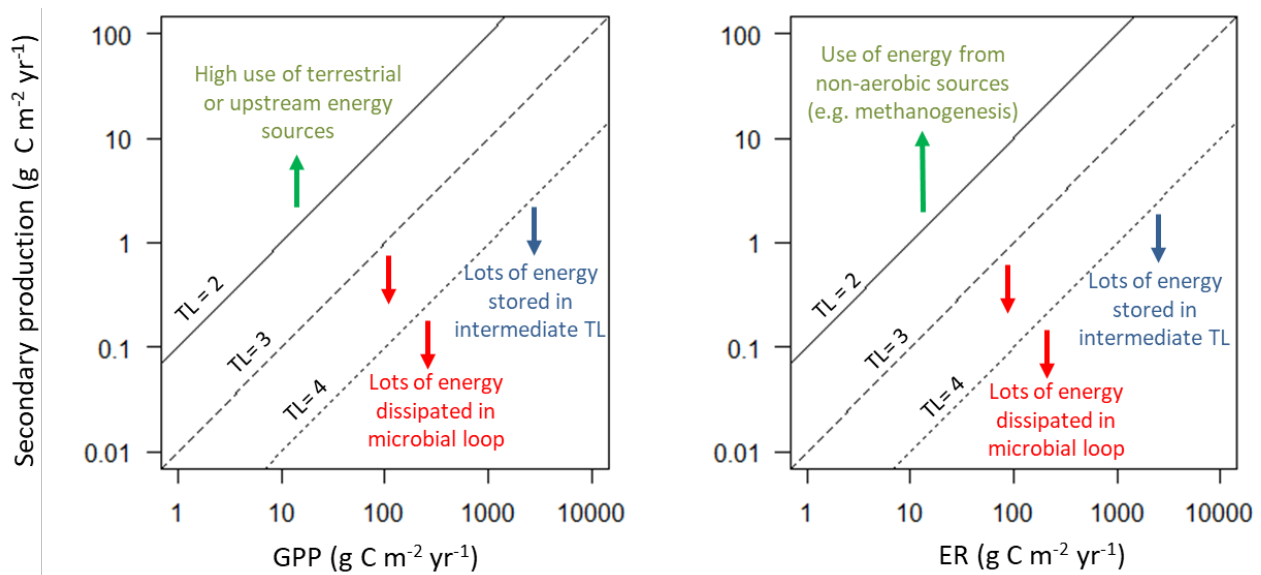 Secondary production (g C m⁻² yr⁻¹)
100
10
1
0.1
0.01
High use of terrestrial
or upstream energy
sources
TL = 2
TL= 3
TL= 4
Lots of energy
stored in
intermediate TL
Lots of energy
dissipated in
microbial loop
1
10
100
1000
10000
GPP (g C m⁻² yr⁻¹)
100
10
1
0.1
0.01
Use of energy from
non-aerobic sources
(e.g. methanogenesis)
TL = 2
TL= 3
TL= 4
Lots of energy
stored in
intermediate TL
Lots of energy
dissipated in
microbial loop
1
10
100
1000
10000
ER (g C m⁻² yr⁻¹)